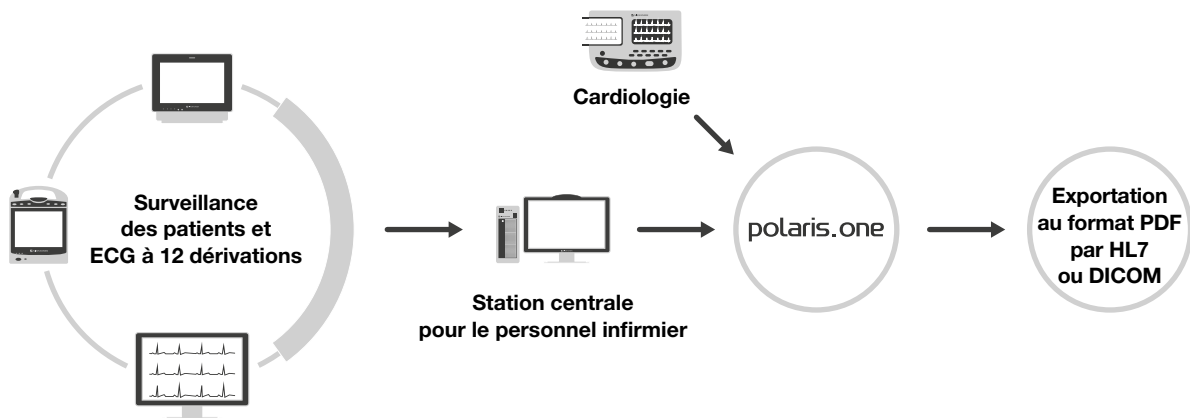 Cardiologie
Surveillance
des patients et
ECG à 12 dérivations
Station centrale
pour le personnel infirmier
polaris.one
Exportation
au format PDF
par HL7
ou DICOM